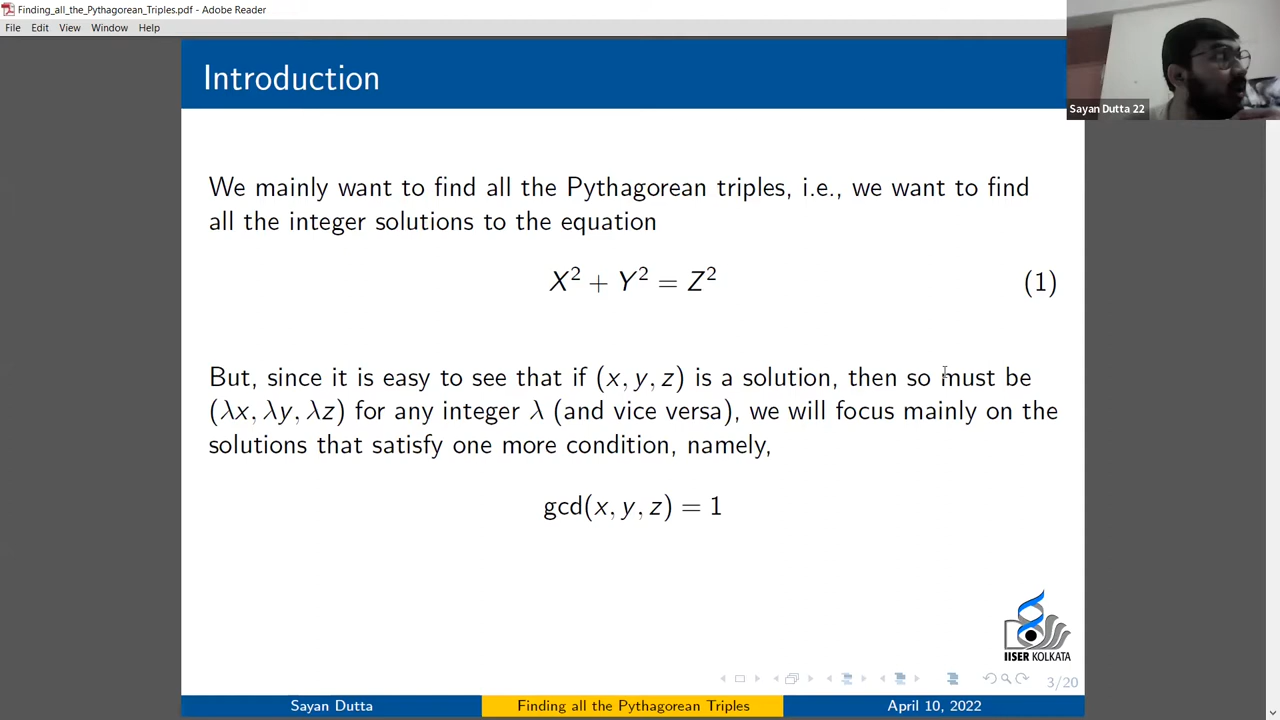 Finding_all_the_Pythagorean_Triples.pdf - Adobe Reader
File Edit View Window Help
Sayan Dutta 22
Introduction
We mainly want to find all the Pythagorean triples, i.e., we want to find
all the integer solutions to the equation
X² + Y² = Z² (1)
But, since it is easy to see that if (x, y, z) is a solution, then so must be
(λx, λy, λz) for any integer λ (and vice versa), we will focus mainly on the
solutions that satisfy one more condition, namely,
gcd(x, y, z) = 1
IISER KOLKATA
3/20
Sayan Dutta Finding all the Pythagorean Triples April 10, 2022